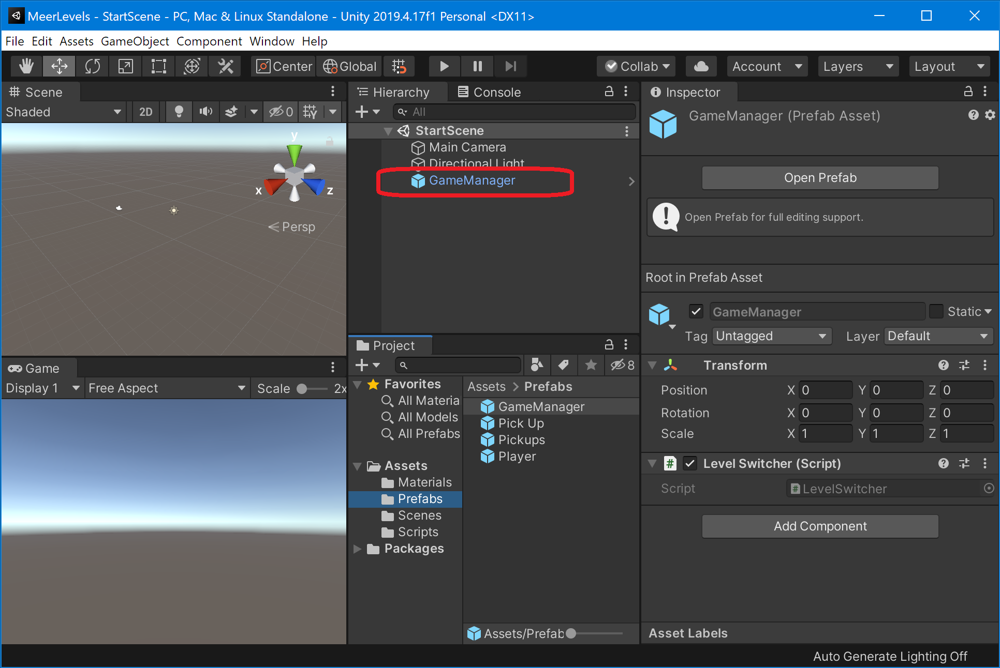 MeerLevels - StartScene - PC, Mac & Linux Standalone - Unity 2019.4.17f1 Personal <DX11>
File Edit Assets GameObject Component Window Help
Center Global Collab Account Layers Layout
Scene
Shaded 2D 0
y
x z
Persp
Game
Display 1 Free Aspect Scale 2x
Hierarchy Console
All
StartScene
Main Camera
Directional Light
GameManager
Project
8
Favorites
All Materia
All Models
All Prefabs
Assets
Materials
Prefabs
Scenes
Scripts
Packages
Assets > Prefabs
GameManager
Pick Up
Pickups
Player
Assets/Prefab
Inspector
GameManager (Prefab Asset)
Open Prefab
Open Prefab for full editing support.
Root in Prefab Asset
GameManager Static
Tag Untagged Layer Default
Transform
Position X 0 Y 0 Z 0
Rotation X 0 Y 0 Z 0
Scale X 1 Y 1 Z 1
# Level Switcher (Script)
Script # LevelSwitcher
Add Component
Asset Labels
Auto Generate Lighting Off